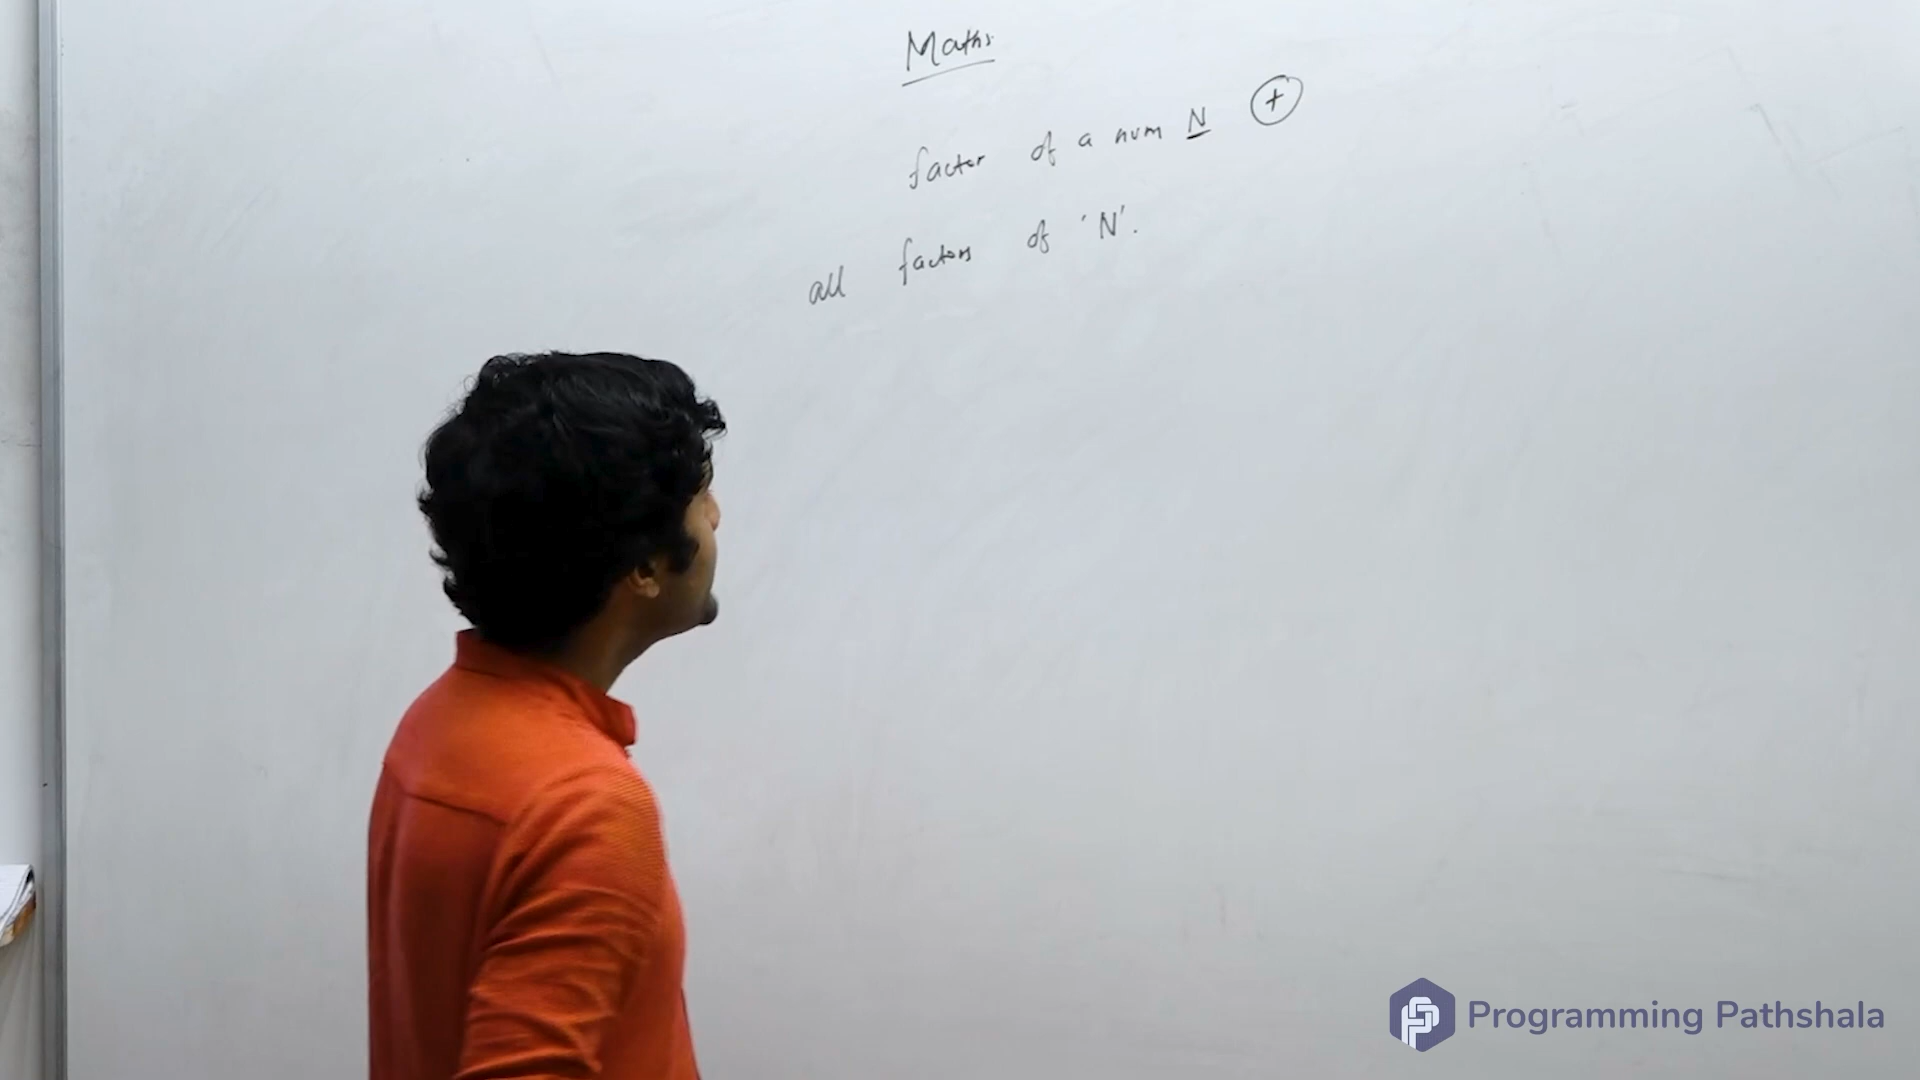 Maths
factor of a num N +
all factors of 'N'.
Programming Pathshala